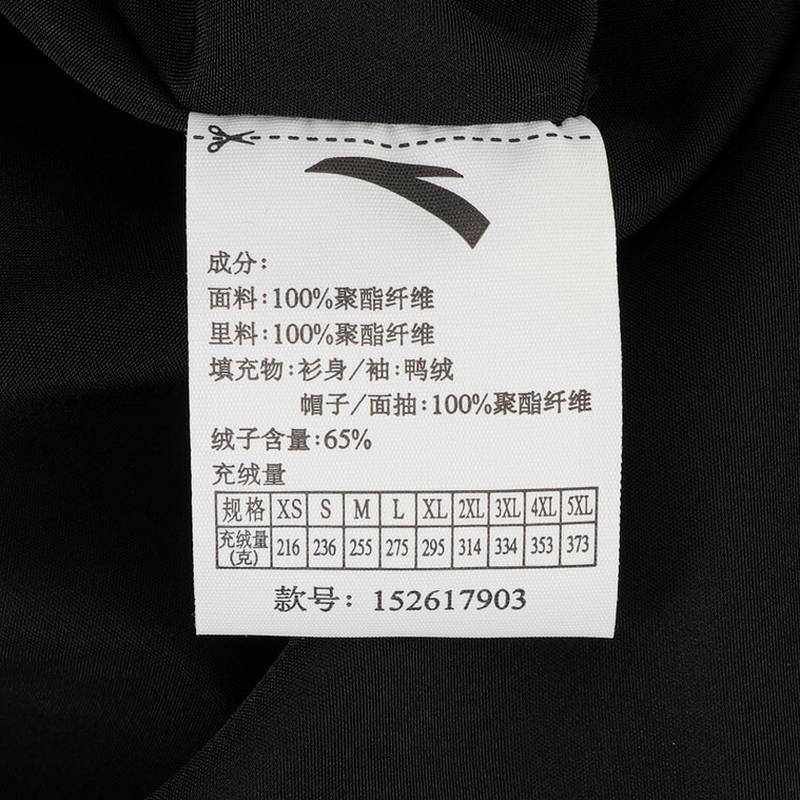 成分:
面料:100%聚酯纤维
里料:100%聚酯纤维
填充物:衫身/袖:鸭绒
帽子/面抽:100%聚酯纤维
绒子含量:65%
充绒量
规格 XS S M L XL 2XL 3XL 4XL 5XL
充绒量(克) 216 236 255 275 295 314 334 353 373
款号: 152617903